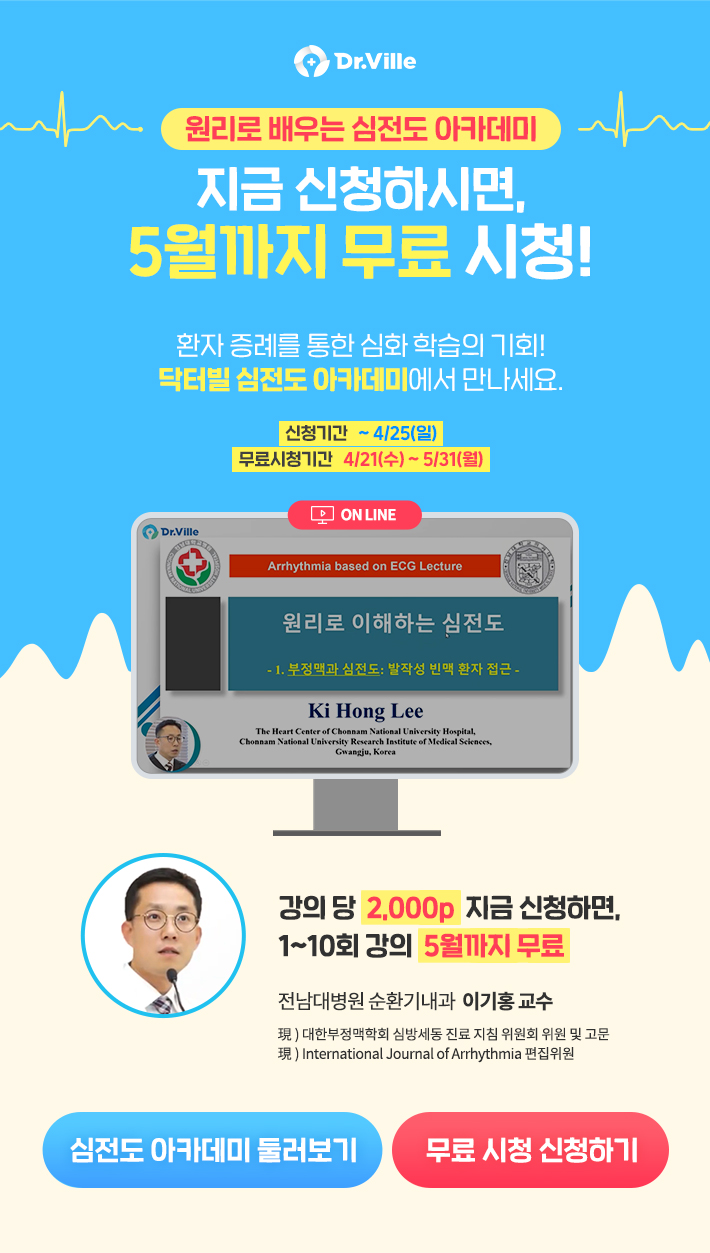 Dr.Ville
원리로 배우는 심전도 아카데미
지금 신청하시면,
5월까지 무료 시청!
환자 증례를 통한 심화 학습의 기회!
닥터빌 심전도 아카데미에서 만나세요.
신청기간 ~ 4/25(일)
무료시청기간 4/21(수) ~ 5/31(월)
ON LINE
Dr.Ville
Arrhythmia based on ECG Lecture
원리로 이해하는 심전도
- 1. 부정맥과 심전도: 발작성 빈맥 환자 접근 -
Ki Hong Lee
The Heart Center of Chonnam National University Hospital,
Chonnam National University Research Institute of Medical Sciences,
Gwangju, Korea
강의 당 2,000p 지금 신청하면,
1~10회 강의 5월까지 무료
전남대병원 순환기내과 이기홍 교수
現 ) 대한부정맥학회 심방세동 진료 지침 위원회 위원 및 고문
現 ) International Journal of Arrhythmia 편집위원
심전도 아카데미 둘러보기
무료 시청 신청하기